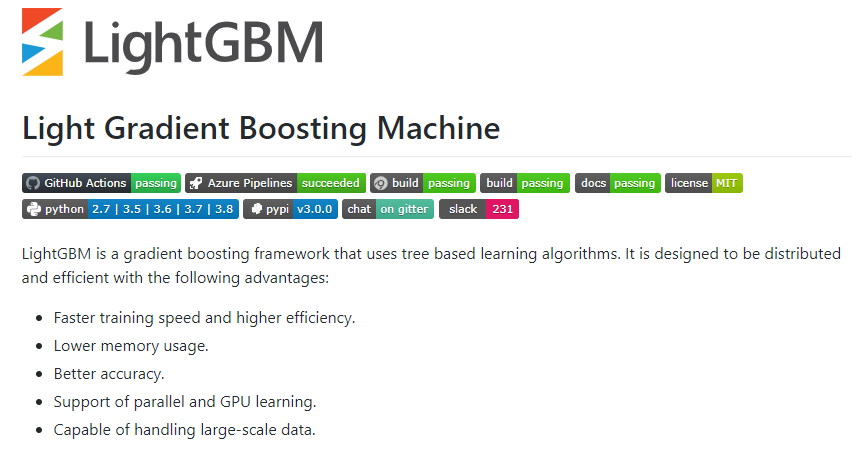 LightGBM
Light Gradient Boosting Machine
GitHub Actions passing Azure Pipelines succeeded build passing build passing docs passing license MIT
python 2.7 | 3.5 | 3.6 | 3.7 | 3.8 pypi v3.0.0 chat on gitter slack 231
LightGBM is a gradient boosting framework that uses tree based learning algorithms. It is designed to be distributed
and efficient with the following advantages:
• Faster training speed and higher efficiency.
• Lower memory usage.
• Better accuracy.
• Support of parallel and GPU learning.
• Capable of handling large-scale data.